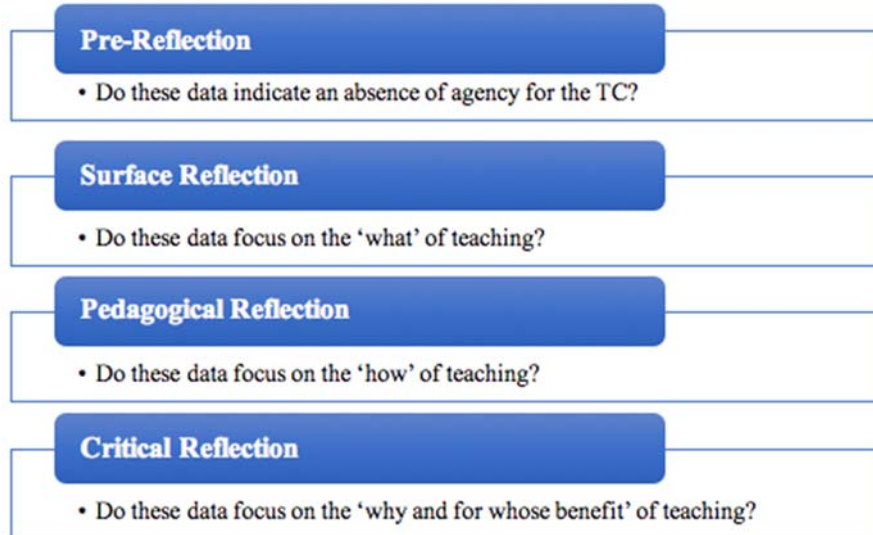 Pre-Reflection
• Do these data indicate an absence of agency for the TC?
Surface Reflection
• Do these data focus on the ‘what’ of teaching?
Pedagogical Reflection
• Do these data focus on the ‘how’ of teaching?
Critical Reflection
• Do these data focus on the ‘why and for whose benefit’ of teaching?